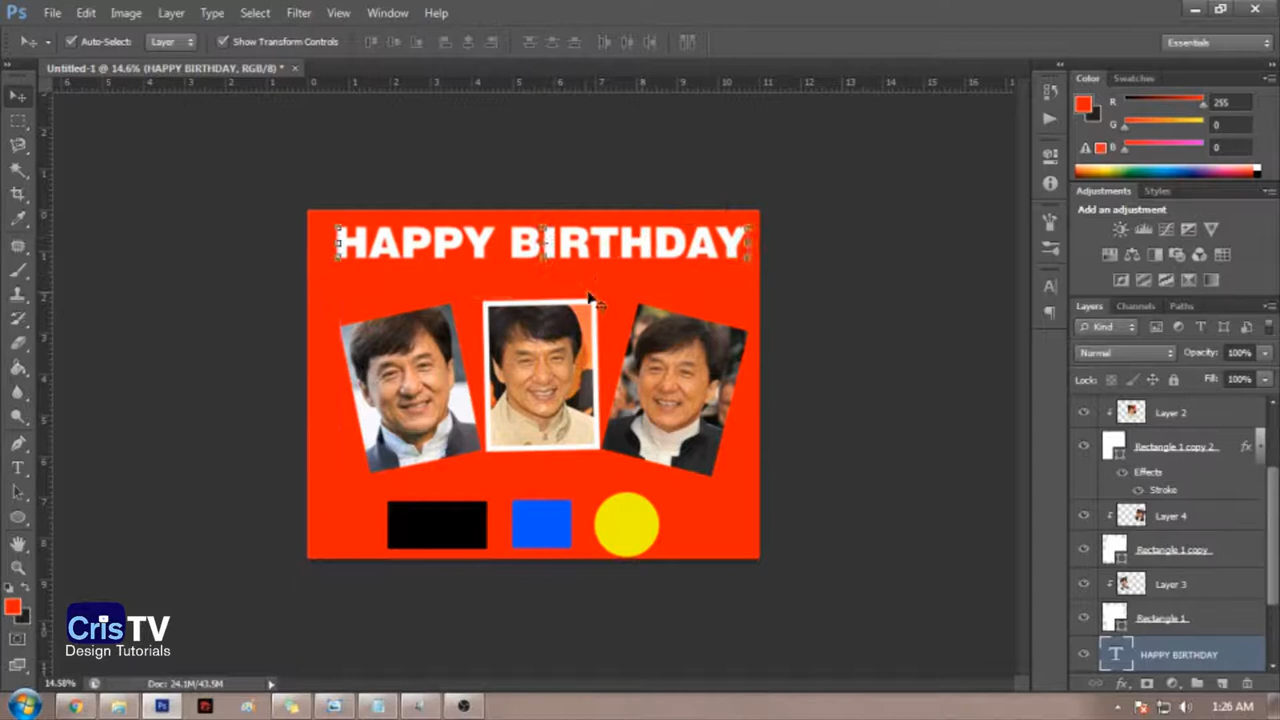 Ps File Edit Image Layer Type Select Filter View Window Help
Auto-Select: Layer Show Transform Controls Essentials
Untitled-1 @ 14.6% (HAPPY BIRTHDAY, RGB/8) * ×
Color Swatches
R 255
G 0
B 0
Adjustments Styles
Add an adjustment
HAPPY BIRTHDAY
Layers Channels Paths
Kind
Normal Opacity: 100%
Lock: Fill: 100%
Layer 2
Rectangle 1 copy 2 fx
Effects
Stroke
Layer 4
Rectangle 1 copy
Layer 3
Rectangle 1
T HAPPY BIRTHDAY
CrisTV
Design Tutorials
14.58% Doc: 24.1M/43.5M
1:26 AM